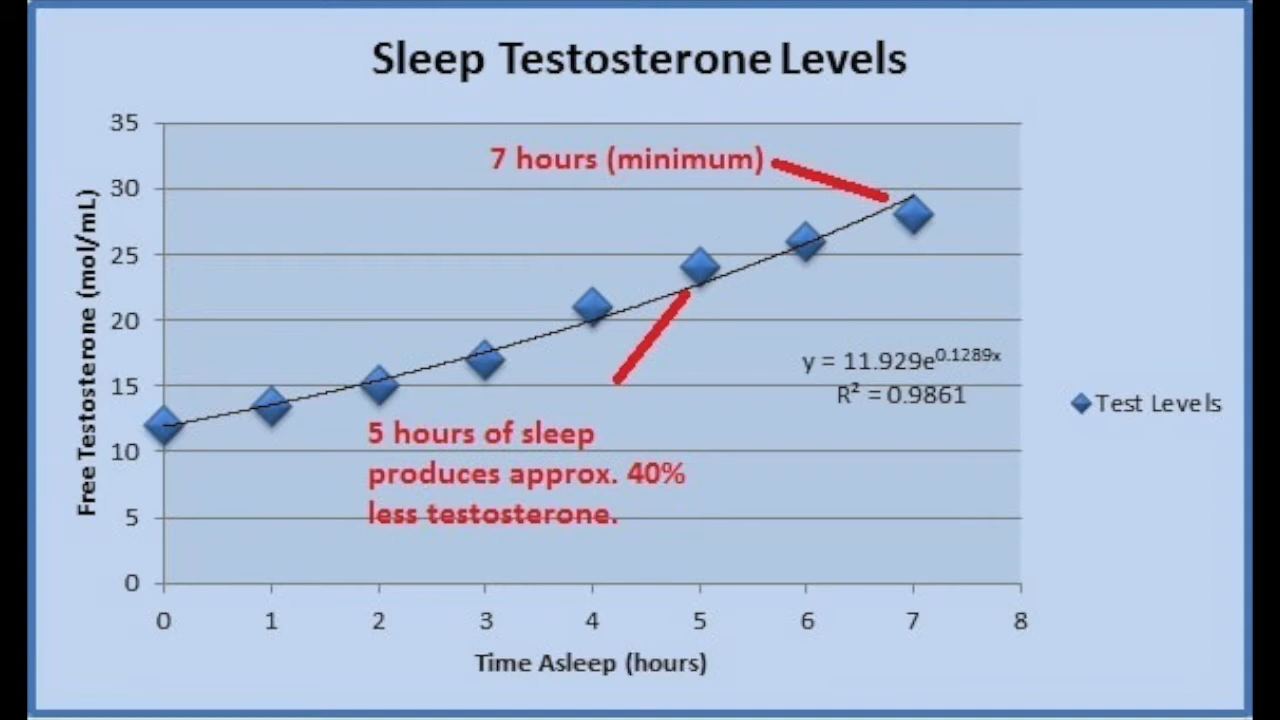 Sleep Testosterone Levels
35
30
25
20
15
10
5
0
Free Testosterone (mol/mL)
7 hours (minimum)
5 hours of sleep
produces approx. 40%
less testosterone.
y = 11.929e^0.1289x
R² = 0.9861
Test Levels
0 1 2 3 4 5 6 7 8
Time Asleep (hours)